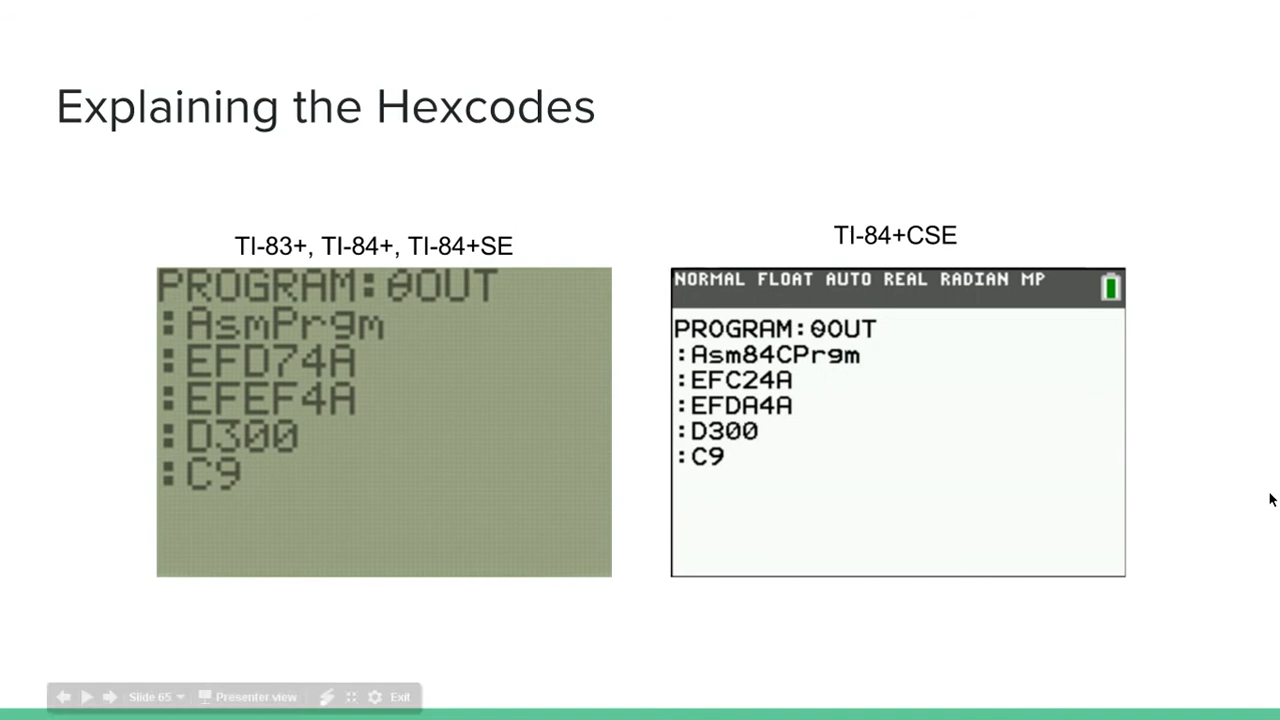 Explaining the Hexcodes
TI-83+, TI-84+, TI-84+SE
PROGRAM:θOUT
:AsmPrgm
:EFD74A
:EFEF4A
:D300
:C9
TI-84+CSE
NORMAL FLOAT AUTO REAL RADIAN MP
PROGRAM:θOUT
:Asm84CPrgm
:EFC24A
:EFDA4A
:D300
:C9
Slide 65 Presenter view Exit